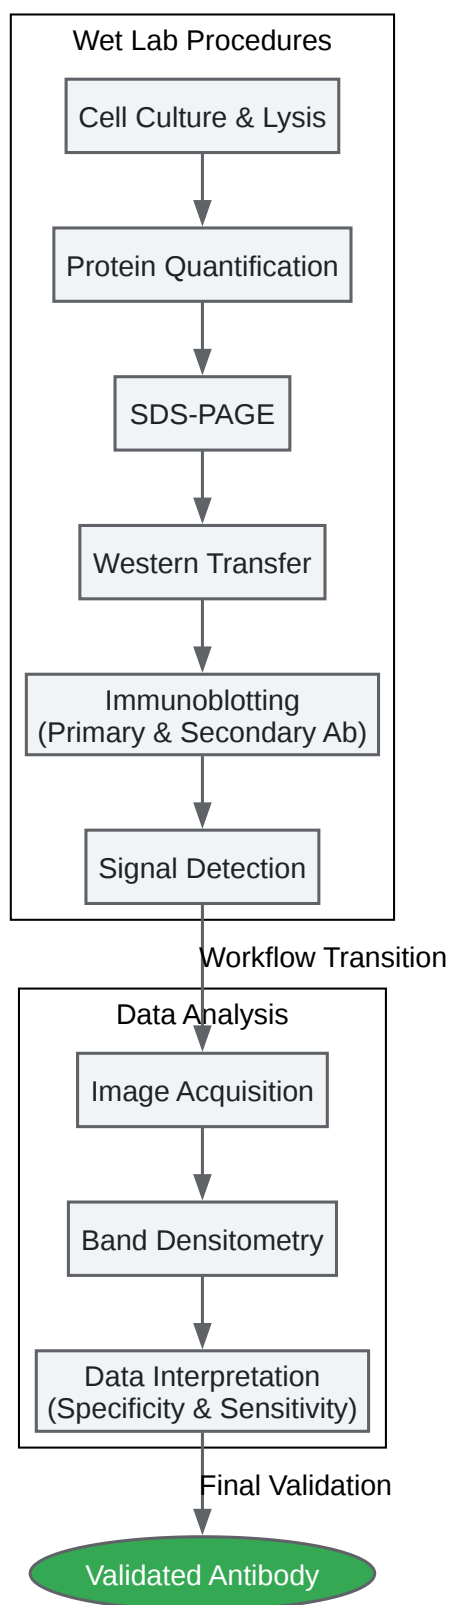 Wet Lab Procedures
Cell Culture & Lysis
Protein Quantification
SDS-PAGE
Western Transfer
Immunoblotting
(Primary & Secondary Ab)
Signal Detection
Workflow Transition
Data Analysis
Image Acquisition
Band Densitometry
Data Interpretation
(Specificity & Sensitivity)
Final Validation
Validated Antibody